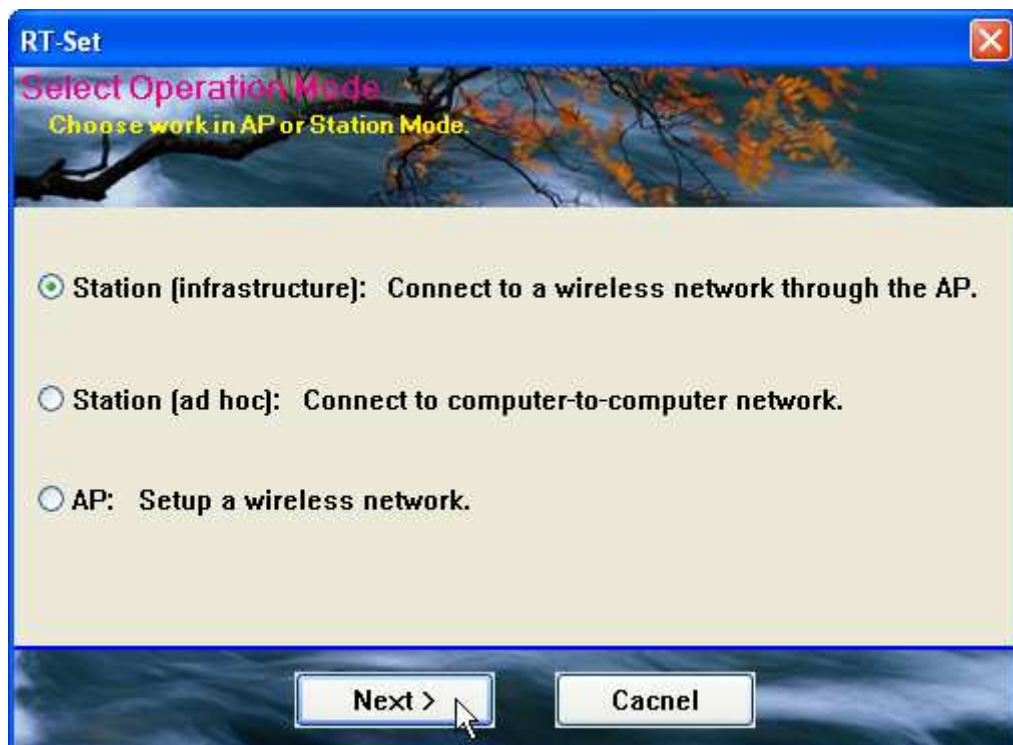 RT-Set
Select Operation Mode
Choose work in AP or Station Mode.
Station (infrastructure): Connect to a wireless network through the AP.
Station (ad hoc): Connect to computer-to-computer network.
AP: Setup a wireless network.
Next > Cacnel